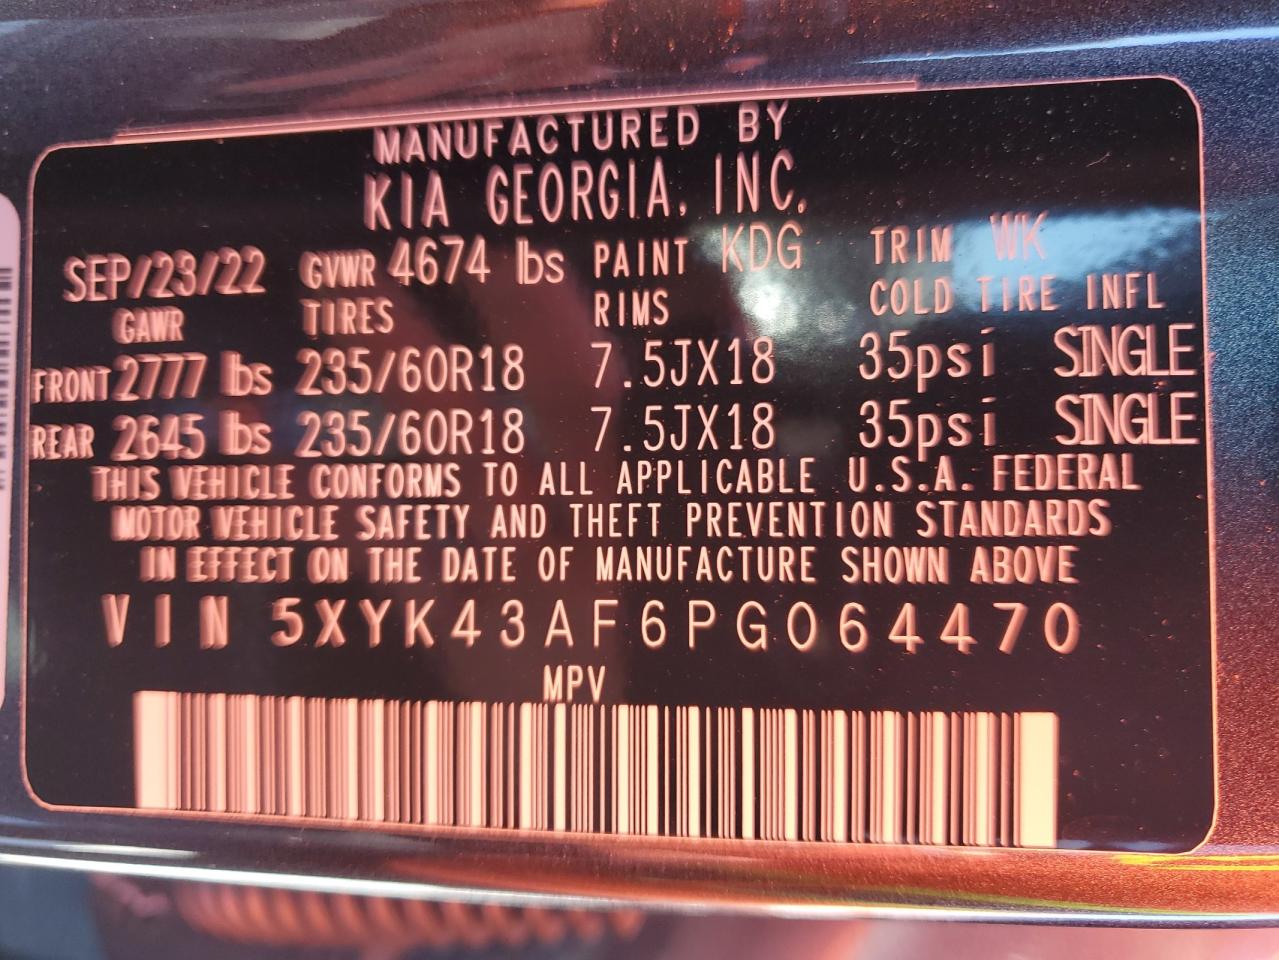 MANUFACTURED BY
KIA GEORGIA, INC.
SEP/23/22 GVWR 4674 lbs PAINT KDG TRIM WK
GAWR TIRES RIMS COLD TIRE INFL
FRONT 2777 lbs 235/60R18 7.5JX18 35psi SINGLE
REAR 2645 lbs 235/60R18 7.5JX18 35psi SINGLE
THIS VEHICLE CONFORMS TO ALL APPLICABLE U.S.A. FEDERAL
MOTOR VEHICLE SAFETY AND THEFT PREVENTION STANDARDS
IN EFFECT ON THE DATE OF MANUFACTURE SHOWN ABOVE
VIN 5XYK43AF6PG064470
MPV